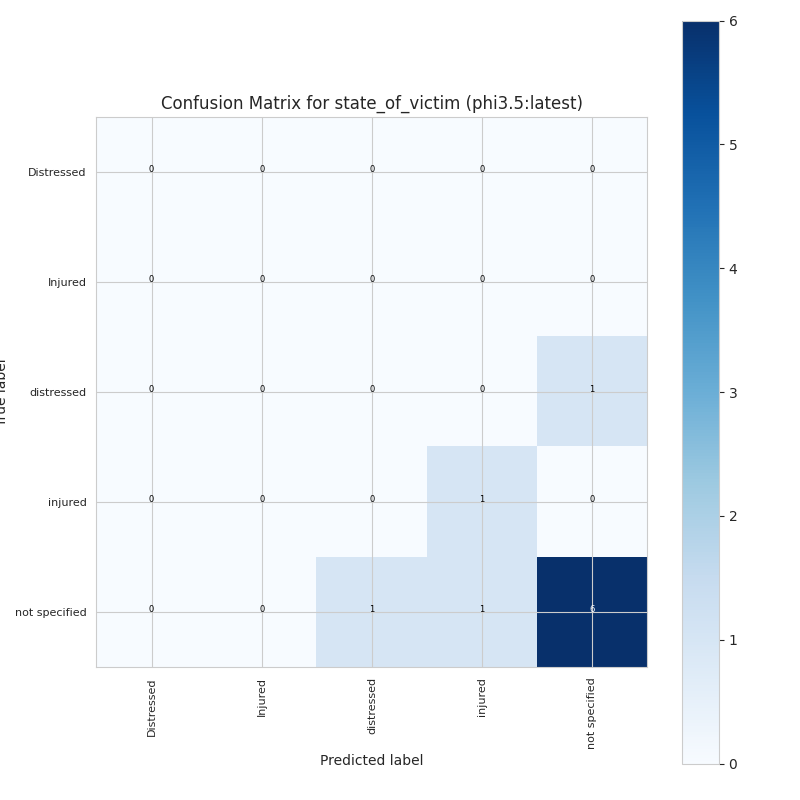 Confusion Matrix for state_of_victim (phi3.5:latest)
True label
Distressed 0 0 0 0 0
Injured 0 0 0 0 0
distressed 0 0 0 0 1
injured 0 0 0 1 0
not specified 0 0 1 1 6
Distressed Injured distressed injured not specified
Predicted label
6
5
4
3
2
1
0